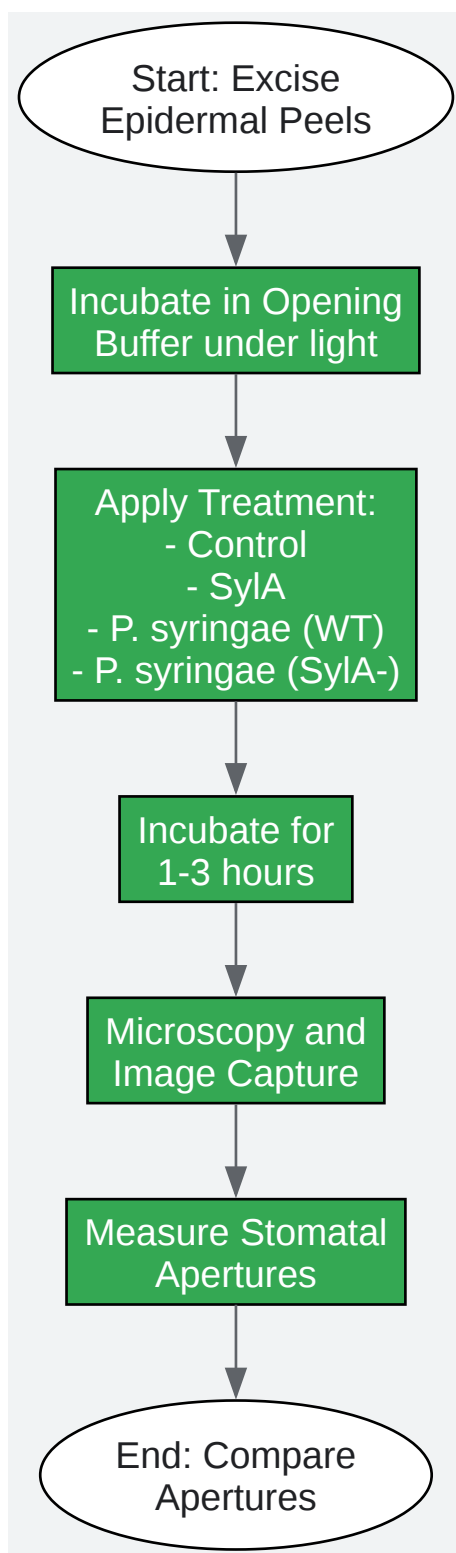 Start: Excise
Epidermal Peels
Incubate in Opening
Buffer under light
Apply Treatment:
- Control
- SylA
- P. syringae (WT)
- P. syringae (SylA-)
Incubate for
1-3 hours
Microscopy and
Image Capture
Measure Stomatal
Apertures
End: Compare
Apertures